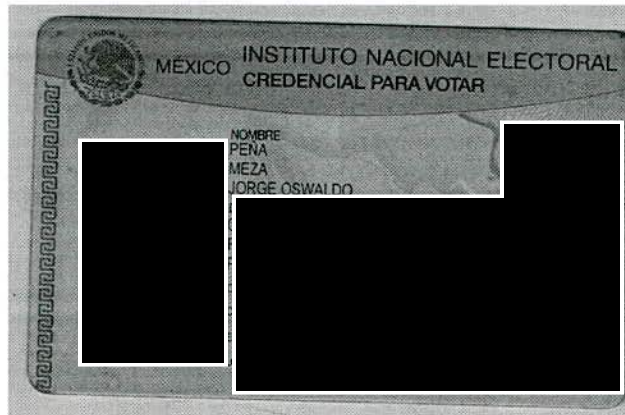 MÉXICO
INSTITUTO NACIONAL ELECTORAL
CREDENCIAL PARA VOTAR
NOMBRE
PEÑA
MEZA
JORGE OSWALDO